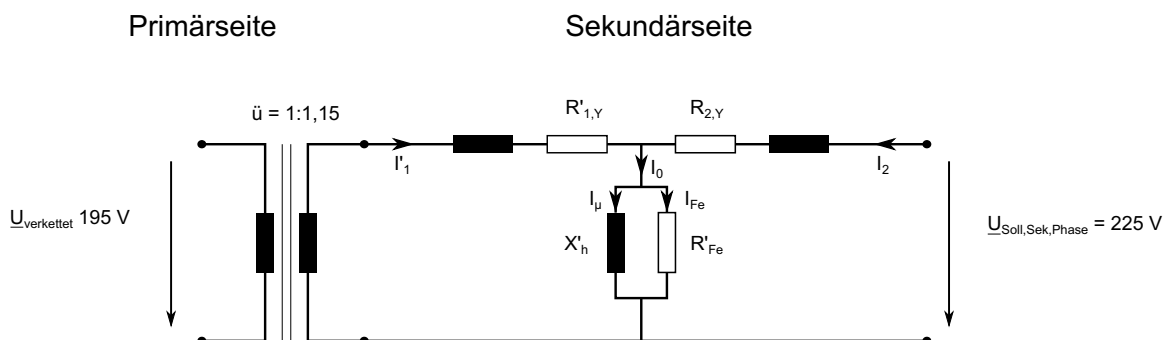 Primärseite
Sekundärseite
ü = 1:1,15
R'1,Y
R2,Y
I'1
I0
I2
Iμ
IFe
Uverkettet 195 V
X'h
R'Fe
USoll,Sek,Phase = 225 V